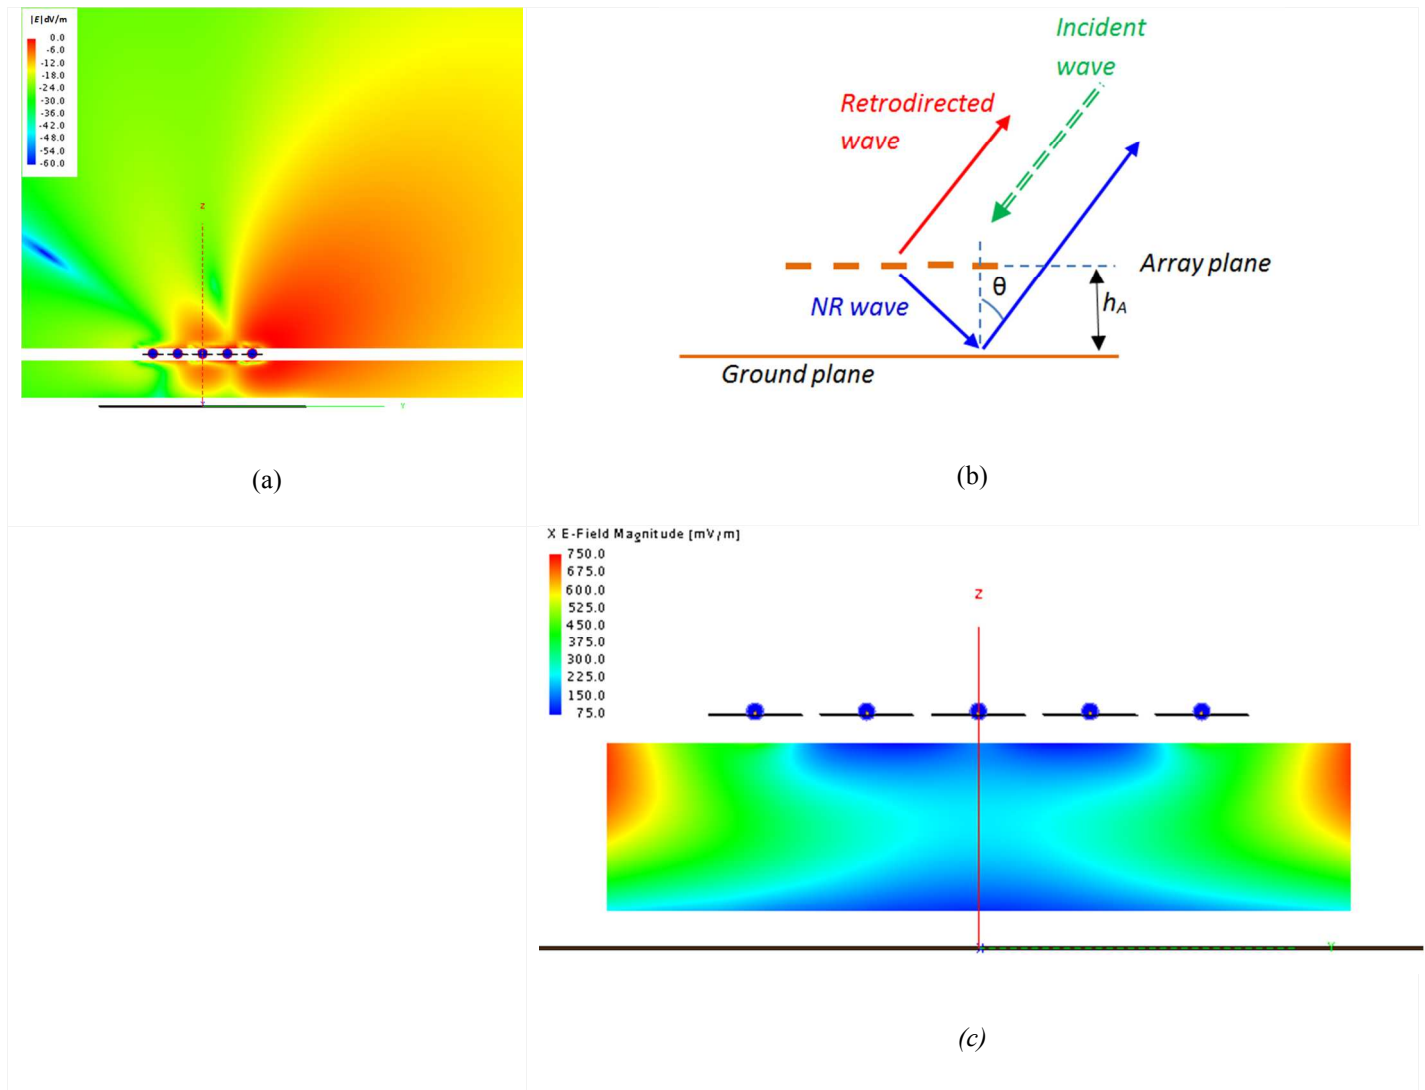 |E|dV/m
0.0
-6.0
-12.0
-18.0
-24.0
-30.0
-36.0
-42.0
-48.0
-54.0
-60.0
Z
Y
(a)
Incident
wave
Retrodirected
wave
Array plane
θ
NR wave
hA
Ground plane
(b)
X E-Field Magnitude [mV/m]
750.0
675.0
600.0
525.0
450.0
375.0
300.0
225.0
150.0
75.0
Z
X
Y
(c)